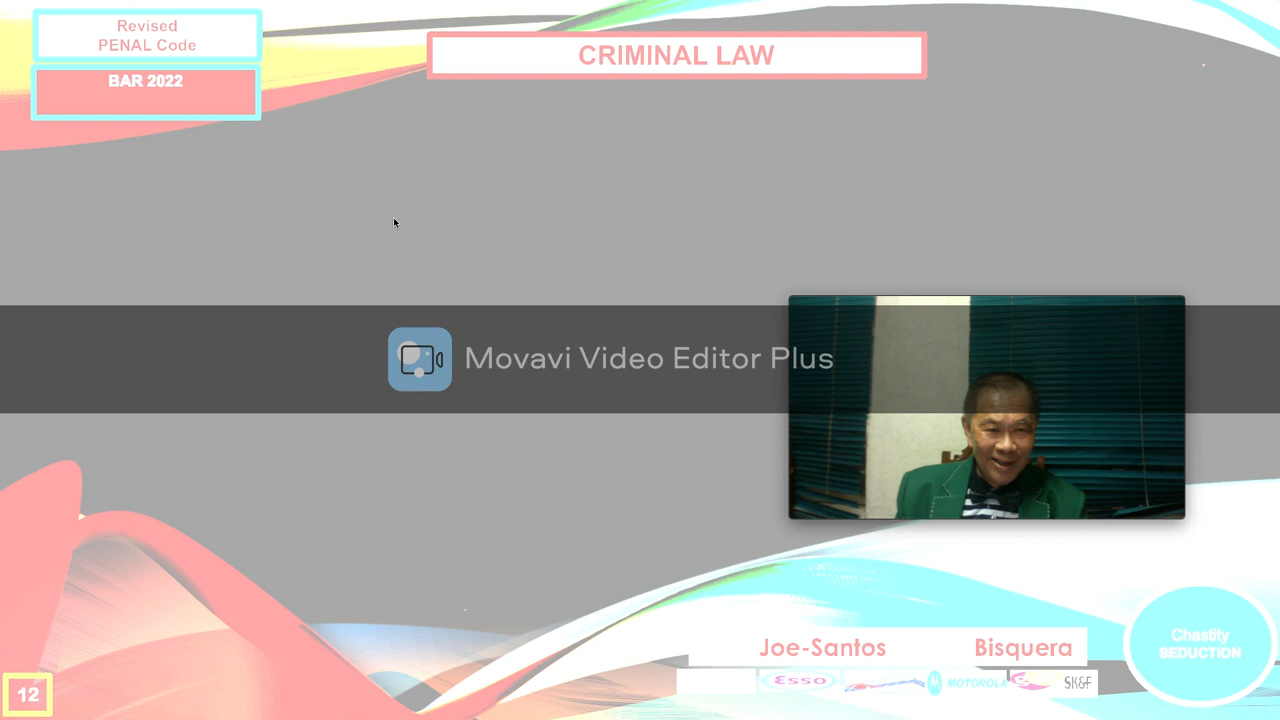 Revised
PENAL Code
BAR 2022
CRIMINAL LAW
Movavi Video Editor Plus
Joe-Santos Bisquera
Esso
MOTOROLA
SK&F
Chastity
SEDUCTION
12